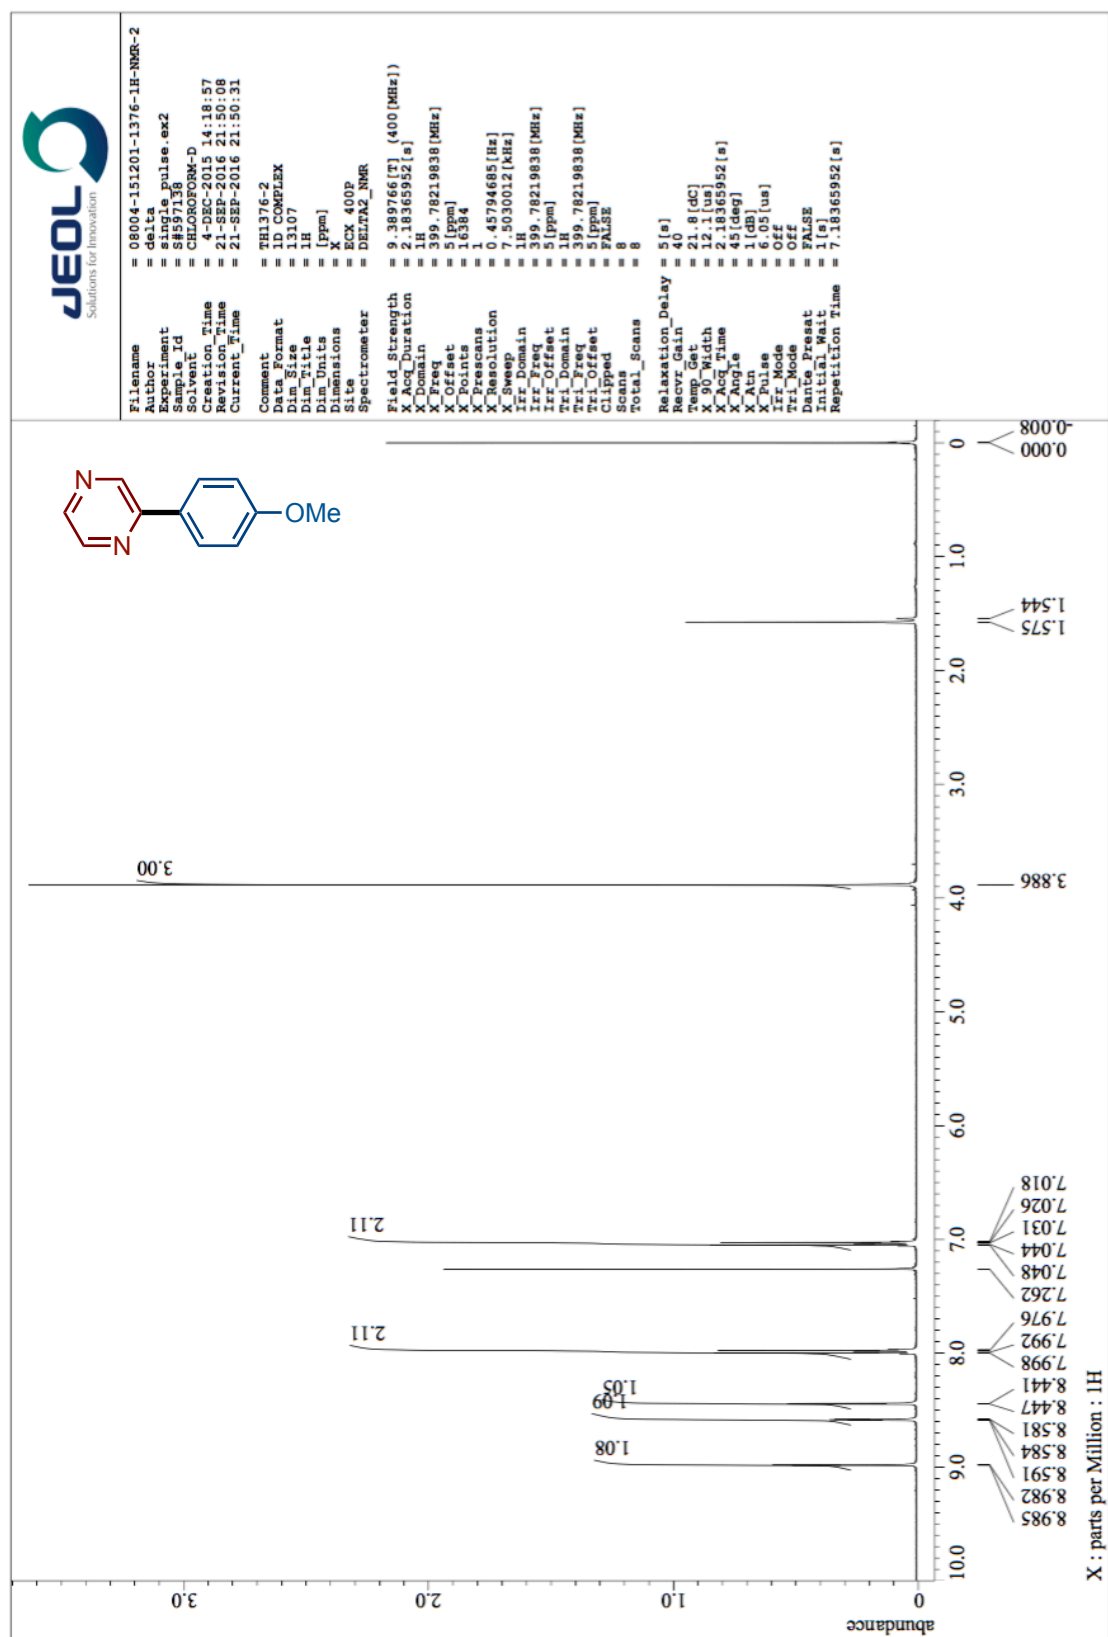 JEOL
Solutions for Innovation
Filename = 08004-151201-1376-1H-NMR-2
Author = delta
Experiment = single_pulse.ex2
Sample_Id = S#597138
Solvent = CHLOROFORM-D
Creation_Time = 4-DEC-2015 14:18:57
Revision_Time = 21-SEP-2016 21:50:08
Current_Time = 21-SEP-2016 21:50:31
Comment = TH1376-2
Data_Format = 1D COMPLEX
Dim_Size = 13107
Dim_Title = 1H
Dim_Units = [ppm]
Dimensions = X
Site = ECX 400P
Spectrometer = DELTA2_NMR
Field_Strength = 9.389766[T] (400[MHz])
X_Acq_Duration = 2.18365952[s]
X_Domain = 1H
X_Freq = 399.78219838[MHz]
X_Offset = 5[ppm]
X_Points = 16384
X_Prescans = 1
X_Resolution = 0.45794685[Hz]
X_Sweep = 7.5030012[kHz]
Irr_Domain = 1H
Irr_Freq = 399.78219838[MHz]
Irr_Offset = 5[ppm]
Tri_Domain = 1H
Tri_Freq = 399.78219838[MHz]
Tri_Offset = 5[ppm]
Clipped = FALSE
Scans = 8
Total_Scans = 8
Relaxation_Delay = 5[s]
Recvr_Gain = 40
Temp_Get = 21.8[dC]
X_90_Width = 12.1[us]
X_Acq_Time = 2.18365952[s]
X_Angle = 45[deg]
X_Atn = 1[dB]
X_Pulse = 6.05[us]
Irr_Mode = Off
Tri_Mode = Off
Dante_Presat = FALSE
Initial_Wait = 1[s]
Repetition_Time = 7.18365952[s]
N
N
OMe
abundance
0
1.0
2.0
3.0
1.08
1.09
1.05
2.11
2.11
3.00
10.0
9.0
8.0
7.0
6.0
5.0
4.0
3.0
2.0
1.0
0
8.985
8.982
8.591
8.584
8.581
8.447
8.441
7.998
7.992
7.976
7.262
7.048
7.044
7.031
7.026
7.018
3.886
1.575
1.544
0.000
-0.008
X : parts per Million : 1H